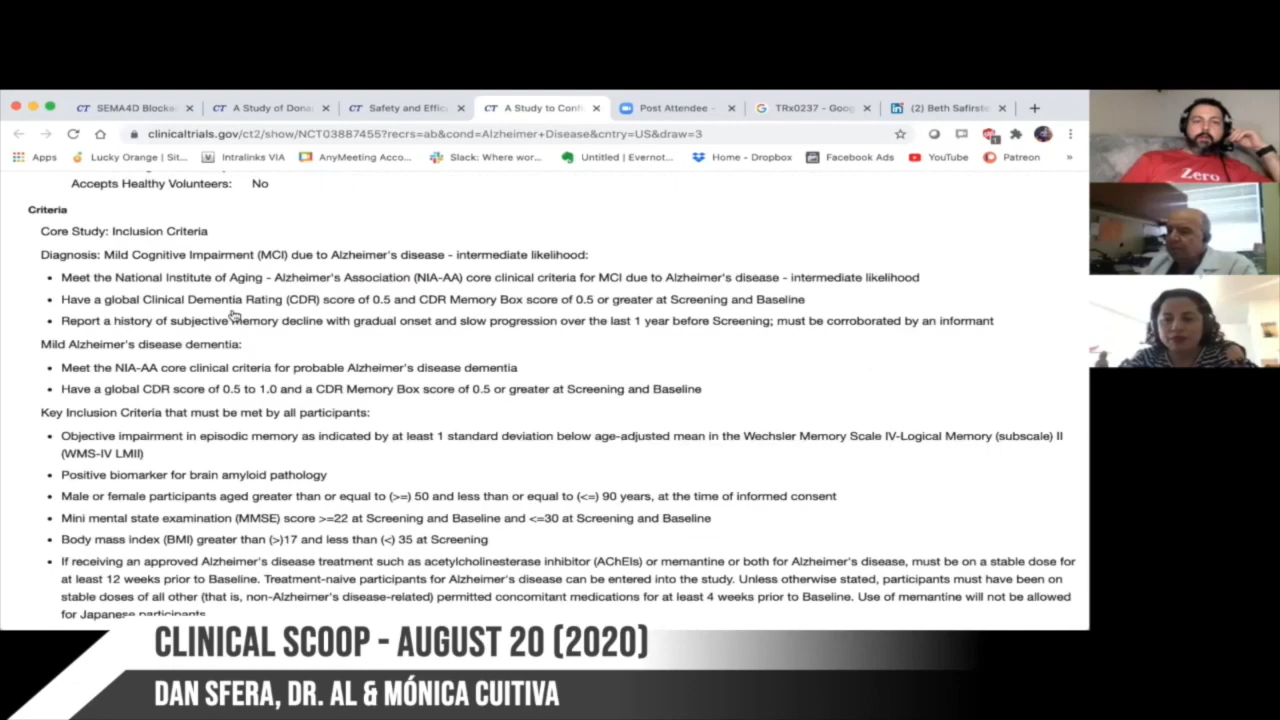 CT SEMA4D Blocka
CT A Study of Dona
CT Safety and Effic
CT A Study to Confi
Post Attendee -
TRx0237 - Goog
(2) Beth Safirste
clinicaltrials.gov/ct2/show/NCT03887455?recrs=ab&cond=Alzheimer+Disease&cntry=US&draw=3
Apps
Lucky Orange | Sit...
Intralinks VIA
AnyMeeting Acco...
Slack: Where wor...
Untitled | Evernot...
Home - Dropbox
Facebook Ads
YouTube
Patreon
»
Zero
Accepts Healthy Volunteers: No
Criteria
Core Study: Inclusion Criteria
Diagnosis: Mild Cognitive Impairment (MCI) due to Alzheimer's disease - intermediate likelihood:
• Meet the National Institute of Aging - Alzheimer's Association (NIA-AA) core clinical criteria for MCI due to Alzheimer's disease - intermediate likelihood
• Have a global Clinical Dementia Rating (CDR) score of 0.5 and CDR Memory Box score of 0.5 or greater at Screening and Baseline
• Report a history of subjective memory decline with gradual onset and slow progression over the last 1 year before Screening; must be corroborated by an informant
Mild Alzheimer's disease dementia:
• Meet the NIA-AA core clinical criteria for probable Alzheimer's disease dementia
• Have a global CDR score of 0.5 to 1.0 and a CDR Memory Box score of 0.5 or greater at Screening and Baseline
Key Inclusion Criteria that must be met by all participants:
• Objective impairment in episodic memory as indicated by at least 1 standard deviation below age-adjusted mean in the Wechsler Memory Scale IV-Logical Memory (subscale) II
(WMS-IV LMII)
• Positive biomarker for brain amyloid pathology
• Male or female participants aged greater than or equal to (>=) 50 and less than or equal to (<=) 90 years, at the time of informed consent
• Mini mental state examination (MMSE) score >=22 at Screening and Baseline and <=30 at Screening and Baseline
• Body mass index (BMI) greater than (>)17 and less than (<) 35 at Screening
• If receiving an approved Alzheimer's disease treatment such as acetylcholinesterase inhibitor (AChEIs) or memantine or both for Alzheimer's disease, must be on a stable dose for
at least 12 weeks prior to Baseline. Treatment-naive participants for Alzheimer's disease can be entered into the study. Unless otherwise stated, participants must have been on
stable doses of all other (that is, non-Alzheimer's disease-related) permitted concomitant medications for at least 4 weeks prior to Baseline. Use of memantine will not be allowed
for Japanese participants
CLINICAL SCOOP - AUGUST 20 (2020)
DAN SFERA, DR. AL & MÓNICA CUITIVA